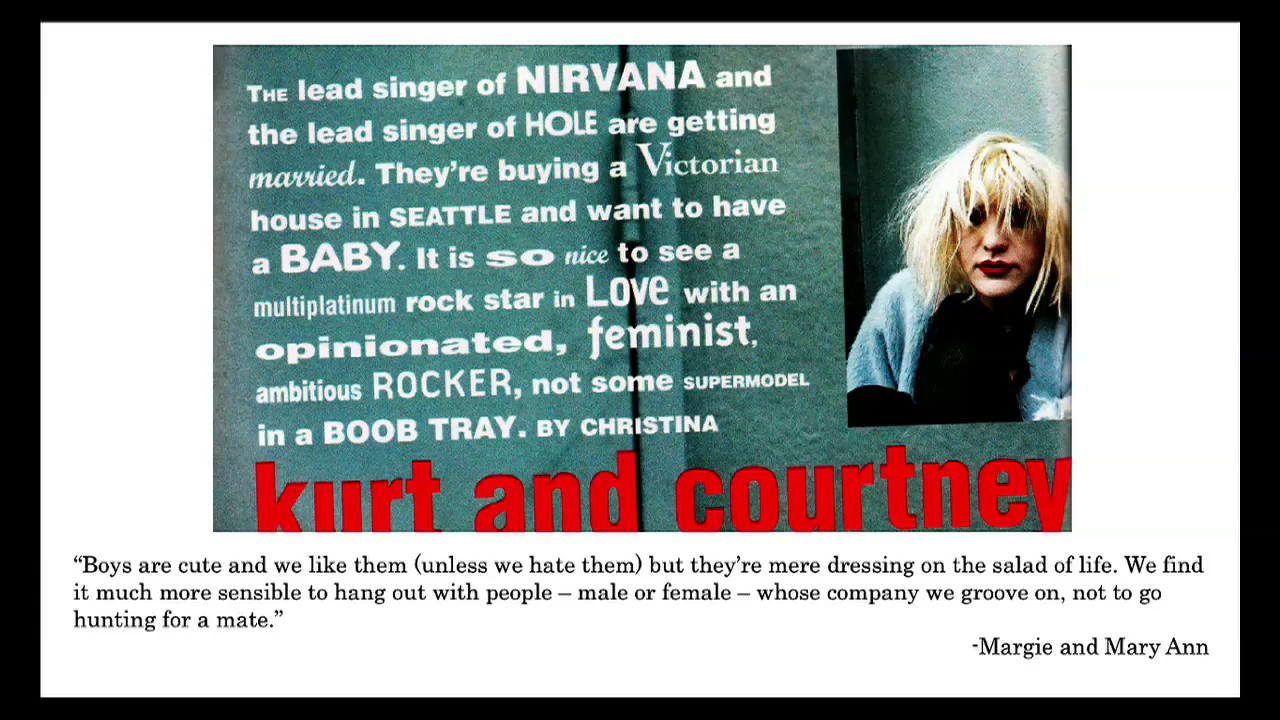 THE lead singer of NIRVANA and
the lead singer of HOLE are getting
married. They're buying a Victorian
house in SEATTLE and want to have
a BABY. It is so nice to see a
multiplatinum rock star in Love with an
opinionated, feminist,
ambitious ROCKER, not some SUPERMODEL
in a BOOB TRAY. BY CHRISTINA
kurt and courtney
“Boys are cute and we like them (unless we hate them) but they’re mere dressing on the salad of life. We find
it much more sensible to hang out with people – male or female – whose company we groove on, not to go
hunting for a mate.”
-Margie and Mary Ann